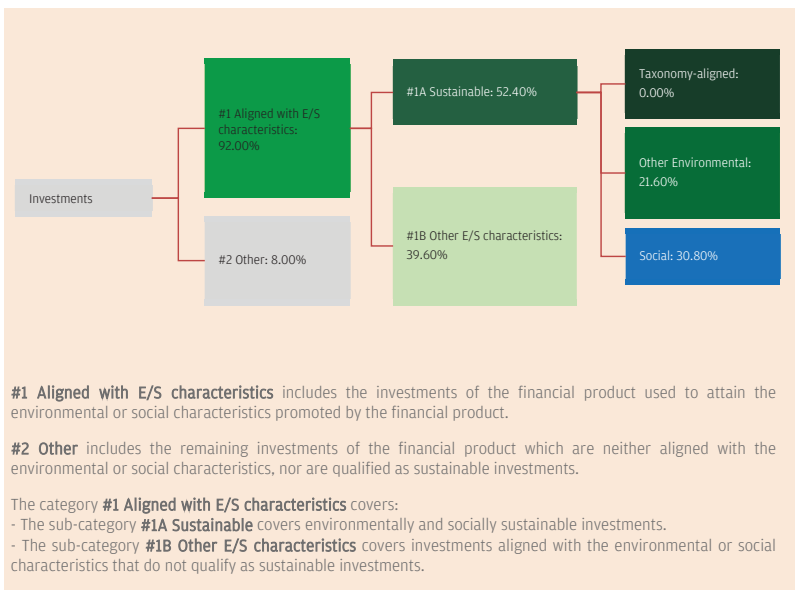 Investments
#1 Aligned with E/S
characteristics:
92.00%
#2 Other: 8.00%
#1A Sustainable: 52.40%
#1B Other E/S characteristics:
39.60%
Taxonomy-aligned:
0.00%
Other Environmental:
21.60%
Social: 30.80%
#1 Aligned with E/S characteristics includes the investments of the financial product used to attain the
environmental or social characteristics promoted by the financial product.
#2 Other includes the remaining investments of the financial product which are neither aligned with the
environmental or social characteristics, nor are qualified as sustainable investments.
The category #1 Aligned with E/S characteristics covers:
- The sub-category #1A Sustainable covers environmentally and socially sustainable investments.
- The sub-category #1B Other E/S characteristics covers investments aligned with the environmental or social
characteristics that do not qualify as sustainable investments.